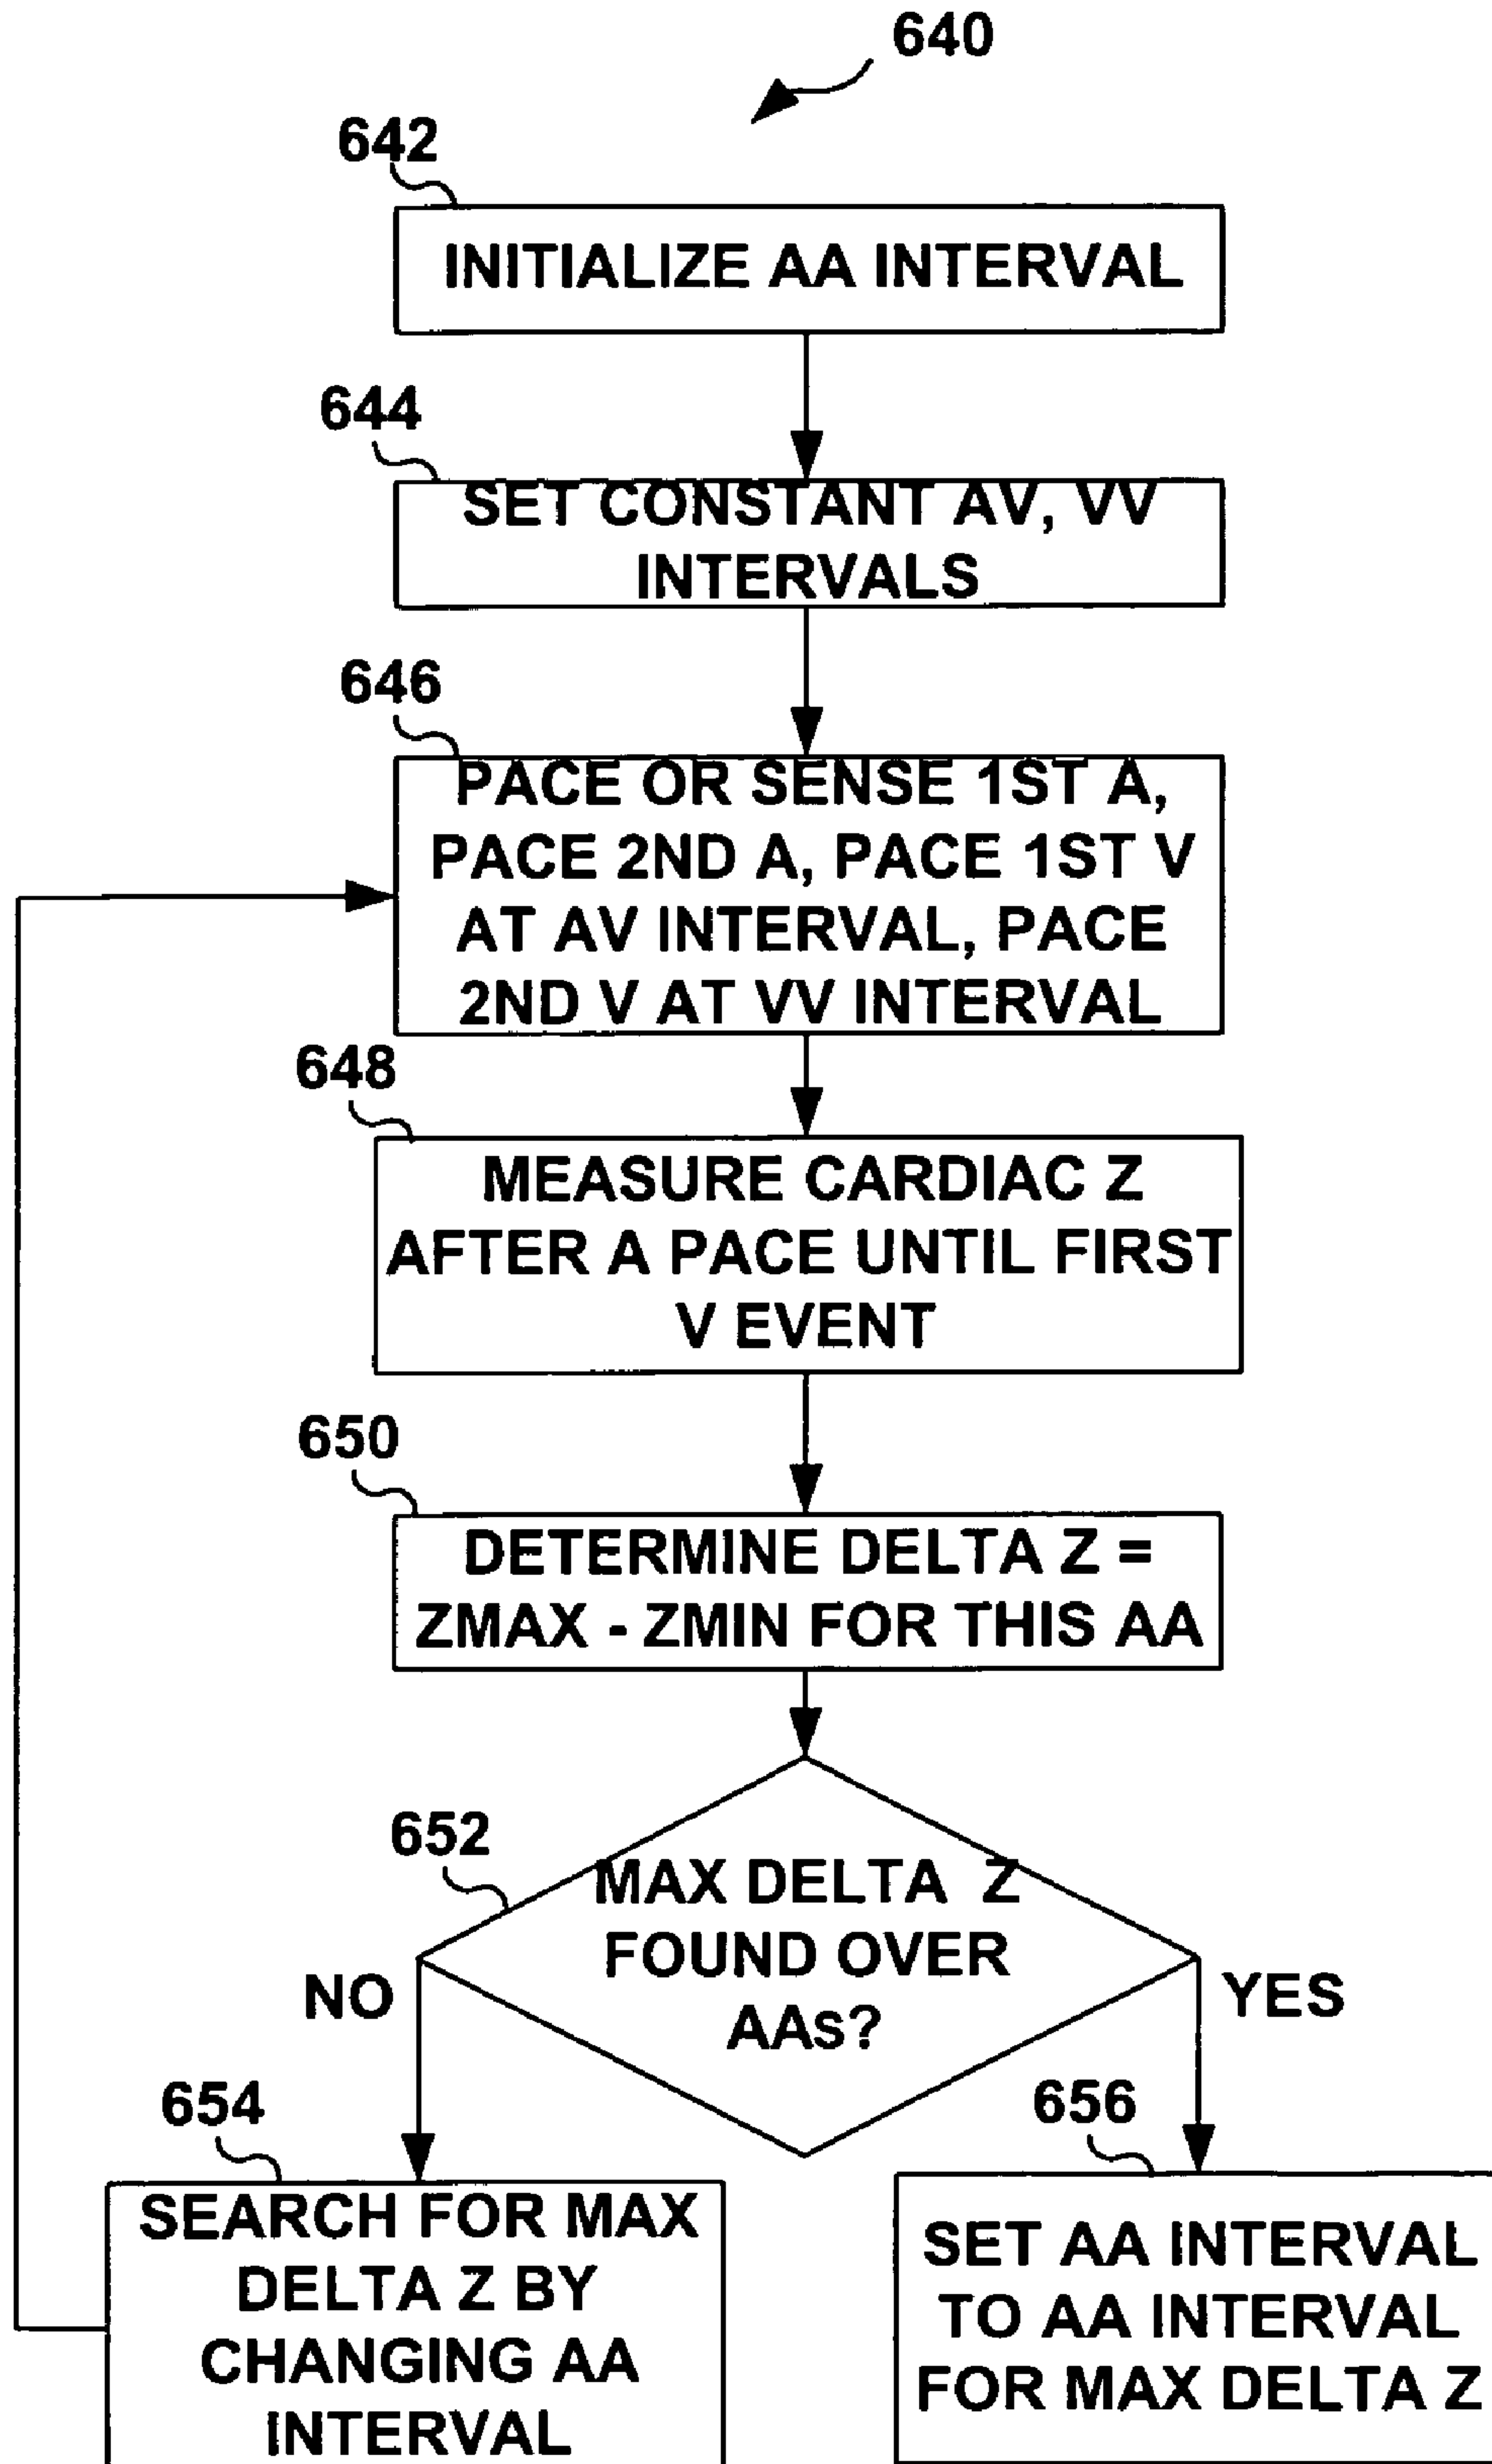 640
642
INITIALIZE AA INTERVAL
644
SET CONSTANT AV, VV
INTERVALS
646
PACE OR SENSE 1ST A,
PACE 2ND A, PACE 1ST V
AT AV INTERVAL, PACE
2ND V AT VV INTERVAL
648
MEASURE CARDIAC Z
AFTER A PACE UNTIL FIRST
V EVENT
650
DETERMINE DELTA Z =
ZMAX - ZMIN FOR THIS AA
652
MAX DELTA Z
FOUND OVER
AAs?
NO
YES
654
SEARCH FOR MAX
DELTA Z BY
CHANGING AA
INTERVAL
656
SET AA INTERVAL
TO AA INTERVAL
FOR MAX DELTA Z